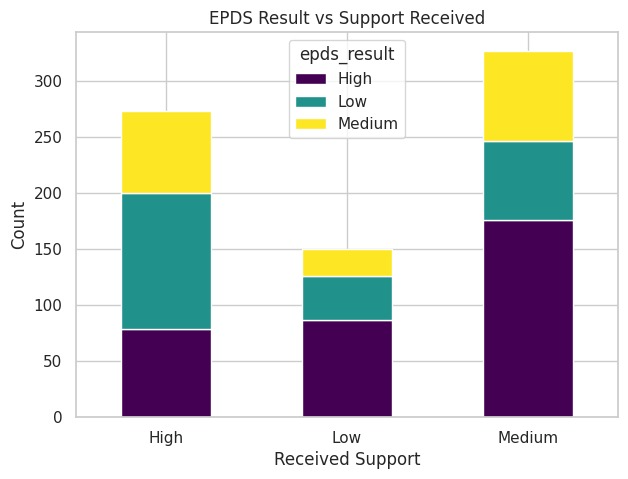 EPDS Result vs Support Received
epds_result
High
Low
Medium
300
250
200
150
100
50
0
Count
High Low Medium
Received Support